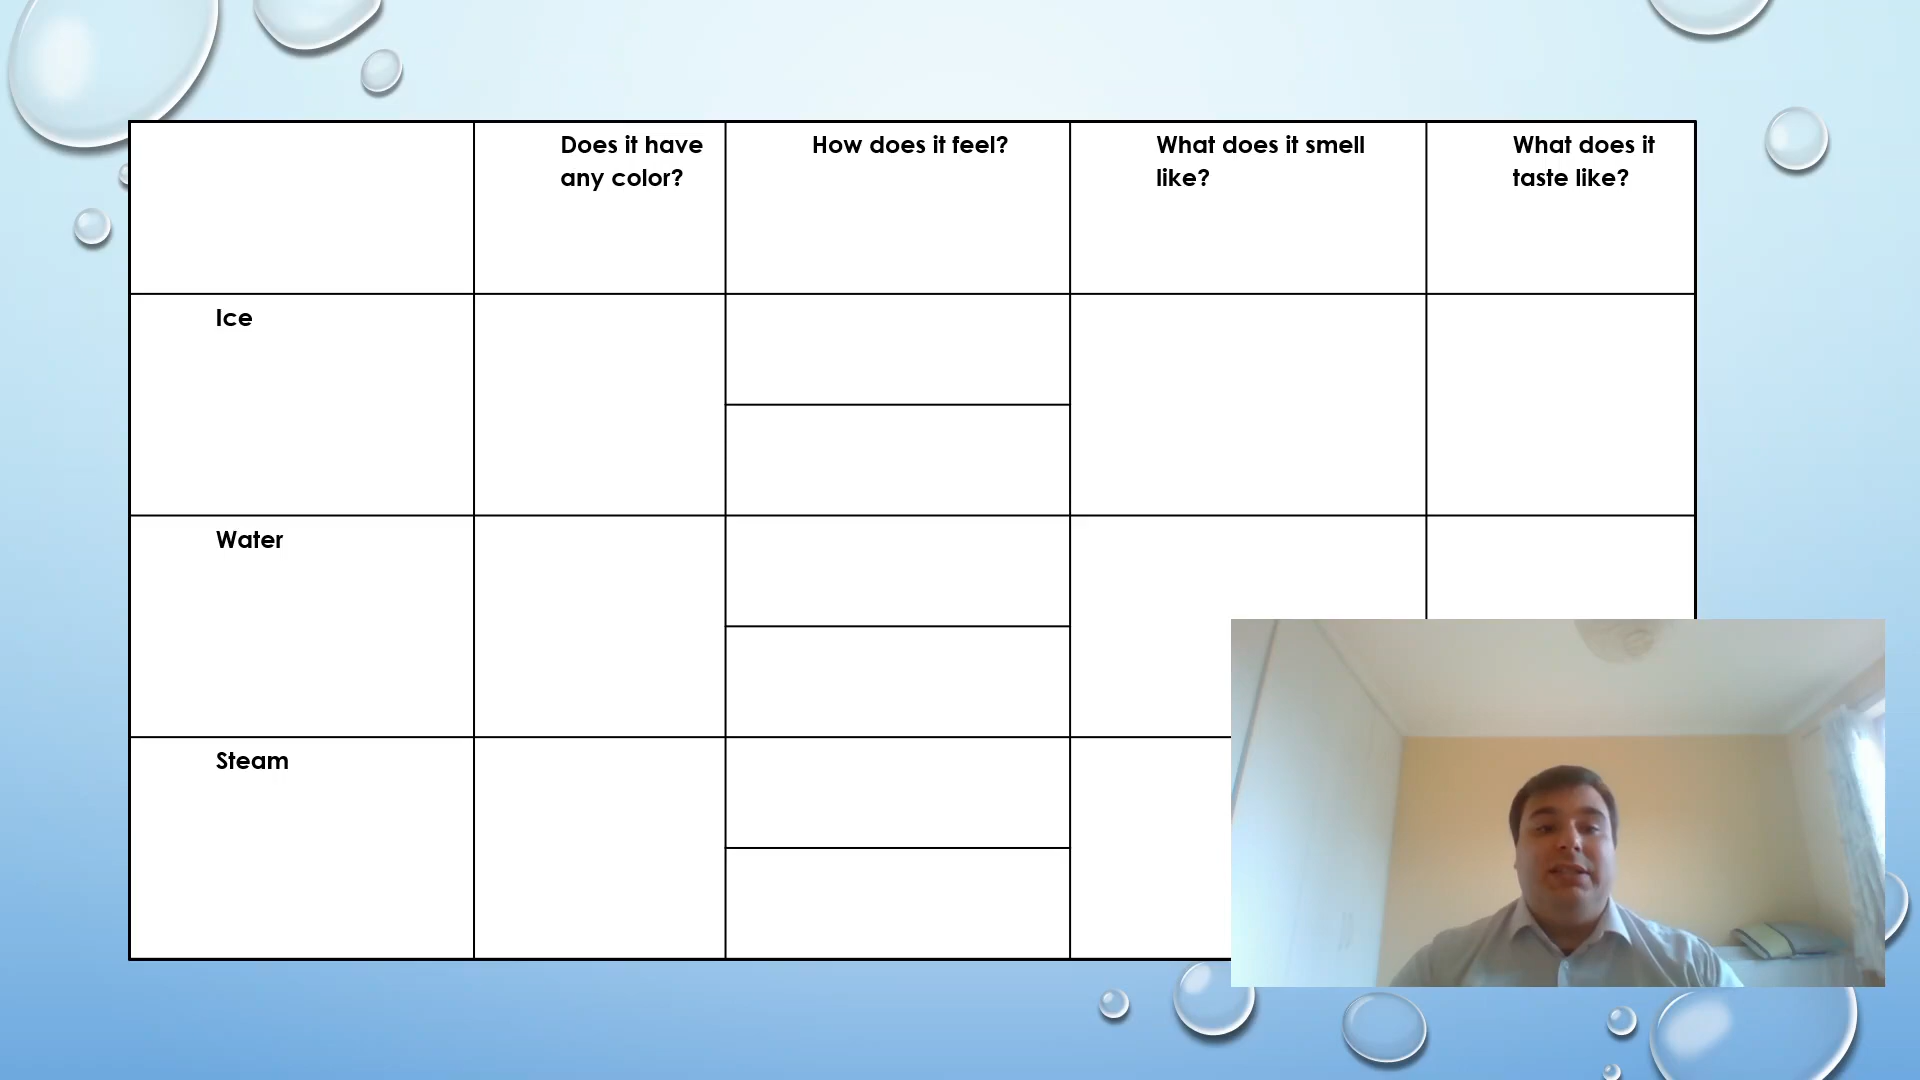 Does it have
any color?
How does it feel?
What does it smell
like?
What does it
taste like?
Ice
Water
Steam